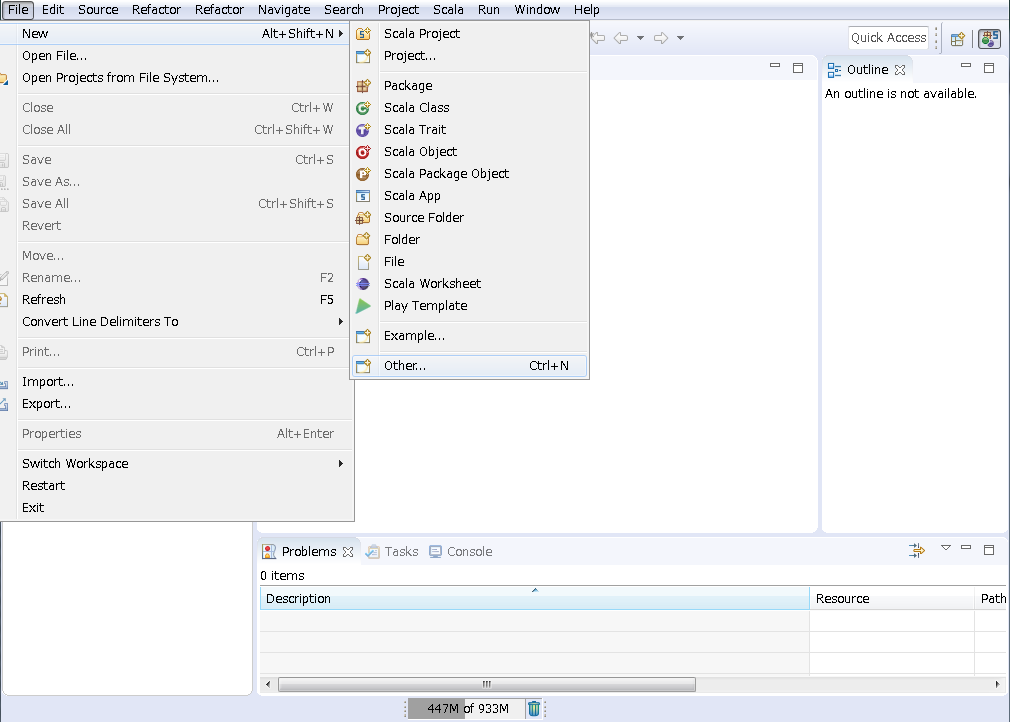 File Edit Source Refactor Refactor Navigate Search Project Scala Run Window Help
New Alt+Shift+N
Open File...
Open Projects from File System...
Close Ctrl+W
Close All Ctrl+Shift+W
Save Ctrl+S
Save As...
Save All Ctrl+Shift+S
Revert
Move...
Rename... F2
Refresh F5
Convert Line Delimiters To
Print... Ctrl+P
Import...
Export...
Properties Alt+Enter
Switch Workspace
Restart
Exit
Scala Project
Project...
Package
Scala Class
Scala Trait
Scala Object
Scala Package Object
Scala App
Source Folder
Folder
File
Scala Worksheet
Play Template
Example...
Other... Ctrl+N
Quick Access
Outline
An outline is not available.
Problems Tasks Console
0 items
Description Resource Path
447M of 933M